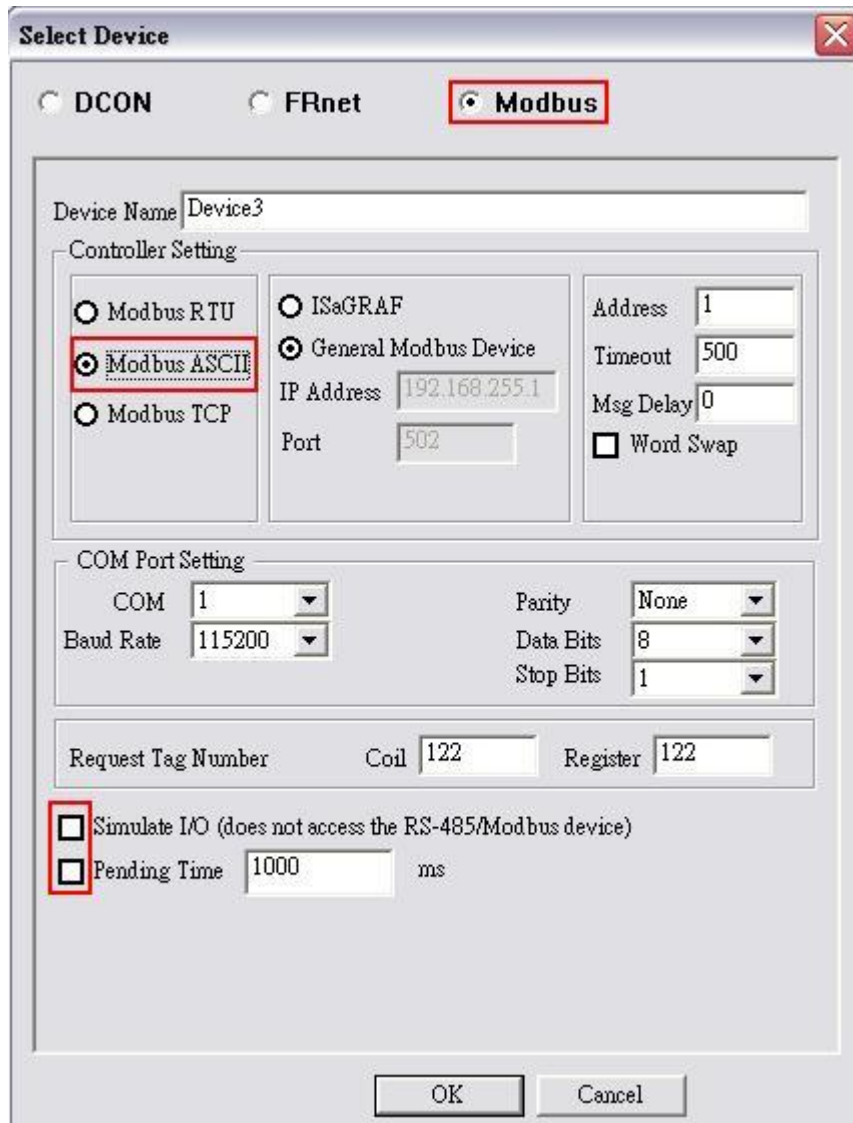 Select Device
DCON FRnet Modbus
Device Name Device3
Controller Setting
Modbus RTU
Modbus ASCII
Modbus TCP
ISaGRAF
General Modbus Device
IP Address 192.168.255.1
Port 502
Address 1
Timeout 500
Msg Delay 0
Word Swap
COM Port Setting
COM 1
Baud Rate 115200
Parity None
Data Bits 8
Stop Bits 1
Request Tag Number Coil 122 Register 122
Simulate I/O (does not access the RS-485/Modbus device)
Pending Time 1000 ms
OK Cancel